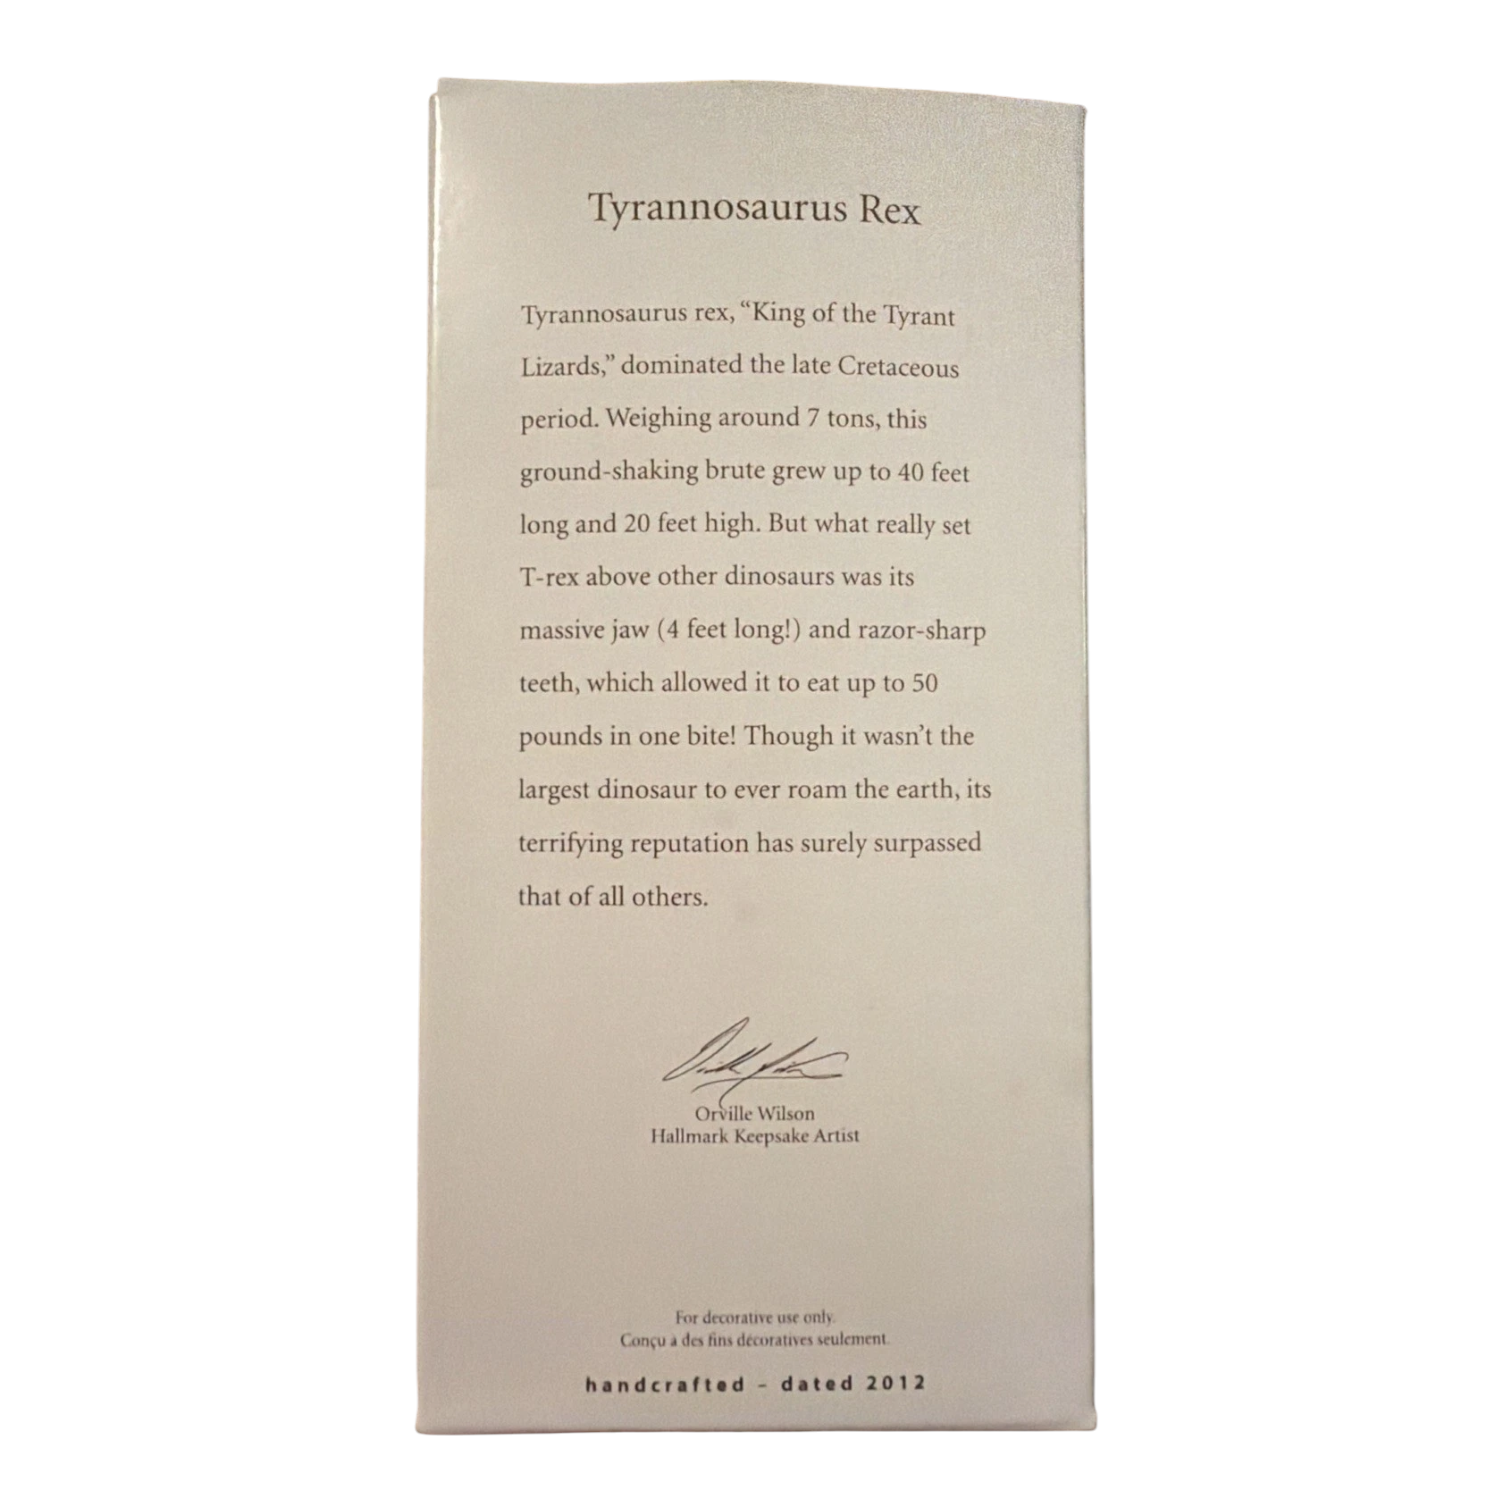 Tyrannosaurus Rex
Tyrannosaurus rex, “King of the Tyrant
Lizards,” dominated the late Cretaceous
period. Weighing around 7 tons, this
ground-shaking brute grew up to 40 feet
long and 20 feet high. But what really set
T-rex above other dinosaurs was its
massive jaw (4 feet long!) and razor-sharp
teeth, which allowed it to eat up to 50
pounds in one bite! Though it wasn’t the
largest dinosaur to ever roam the earth, its
terrifying reputation has surely surpassed
that of all others.
Orville Wilson
Hallmark Keepsake Artist
For decorative use only.
Conçu à des fins décoratives seulement.
handcrafted - dated 2012